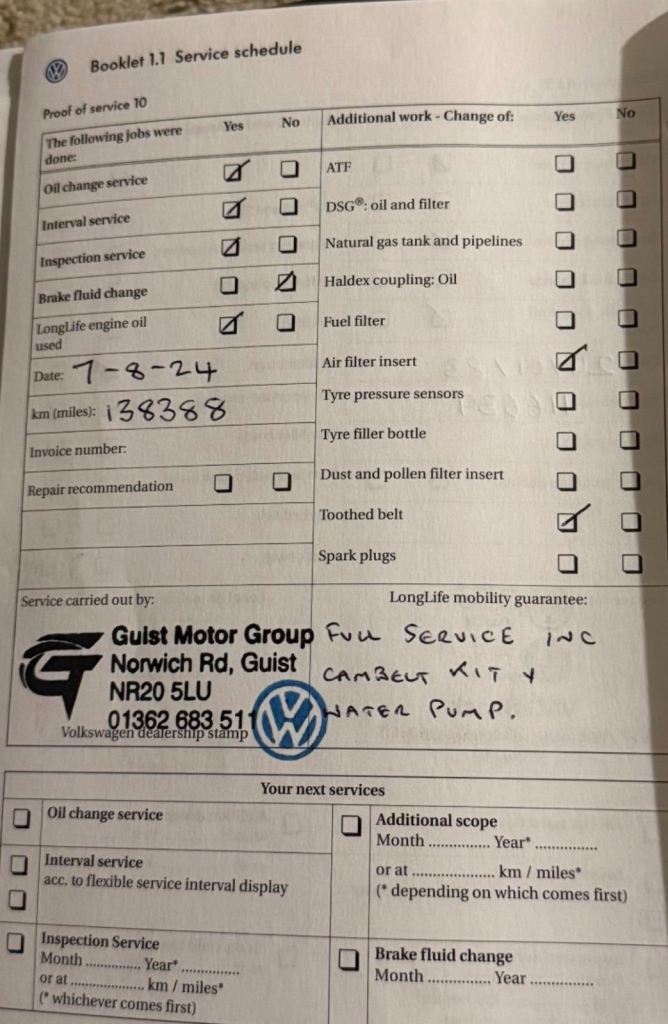 Booklet 1.1 Service schedule
Proof of service 10
The following jobs were done:
Yes
No
Oil change service
Interval service
Inspection service
Brake fluid change
LongLife engine oil
used
Date: 7-8-24
km (miles): 138388
Invoice number:
Repair recommendation
Additional work - Change of:
Yes
No
ATF
DSG®: oil and filter
Natural gas tank and pipelines
Haldex coupling: Oil
Fuel filter
Air filter insert
Tyre pressure sensors
Tyre filler bottle
Dust and pollen filter insert
Toothed belt
Spark plugs
Service carried out by:
Guist Motor Group
Norwich Rd, Guist
NR20 5LU
01362 683 511
Volkswagen dealership stamp
LongLife mobility guarantee:
FULL SERVICE INC
CAMBELT KIT &
WATER PUMP.
Your next services
Oil change service
Interval service
acc. to flexible service interval display
Inspection Service
Month .............. Year* ...............
or at .................... km / miles*
(* whichever comes first)
Additional scope
Month ............... Year* ...............
or at .................... km / miles*
(* depending on which comes first)
Brake fluid change
Month ............... Year ...............